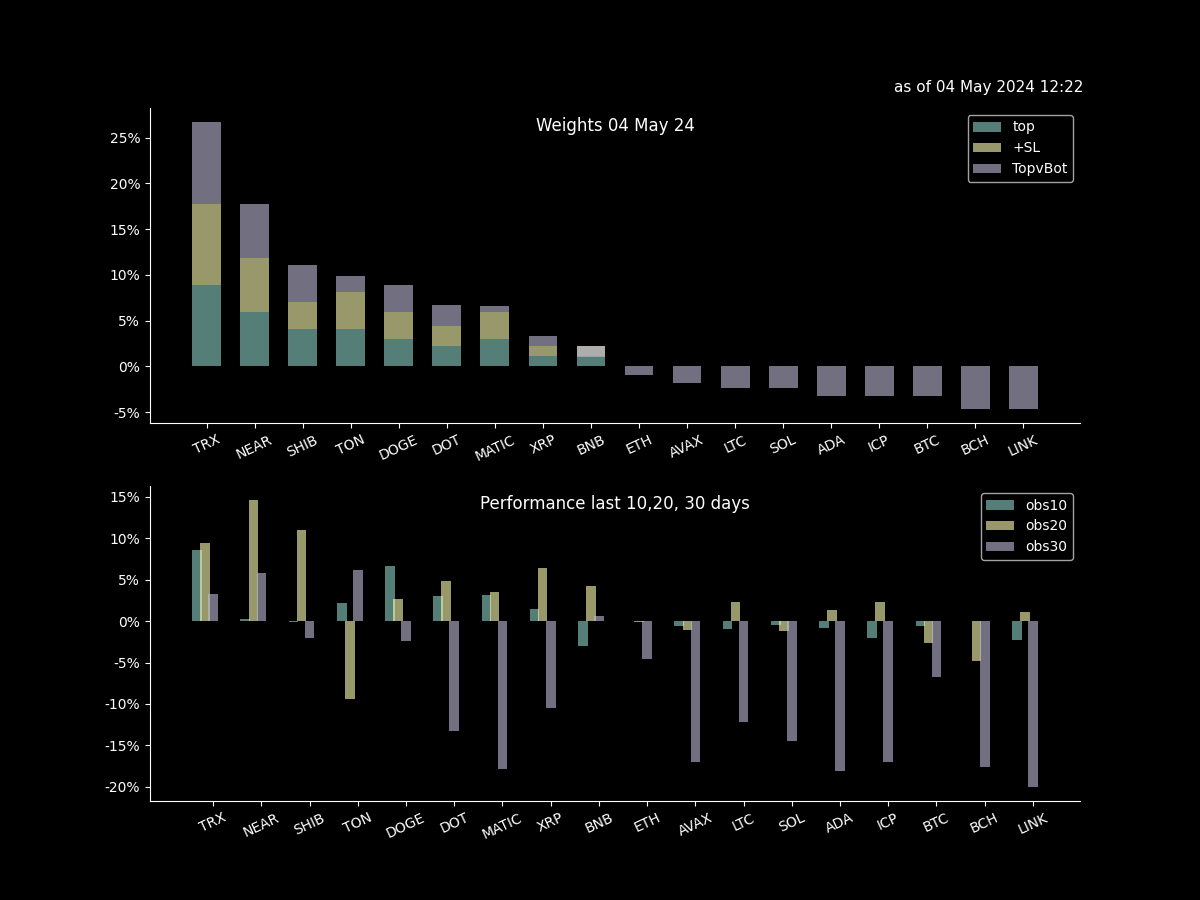 as of 04 May 2024 12:22
Weights 04 May 24
top
+SL
TopvBot
25%
20%
15%
10%
5%
0%
-5%
TRX NEAR SHIB TON DOGE DOT MATIC XRP BNB ETH AVAX LTC SOL ADA ICP BTC BCH LINK
Performance last 10,20, 30 days
obs10
obs20
obs30
15%
10%
5%
0%
-5%
-10%
-15%
-20%
TRX NEAR SHIB TON DOGE DOT MATIC XRP BNB ETH AVAX LTC SOL ADA ICP BTC BCH LINK